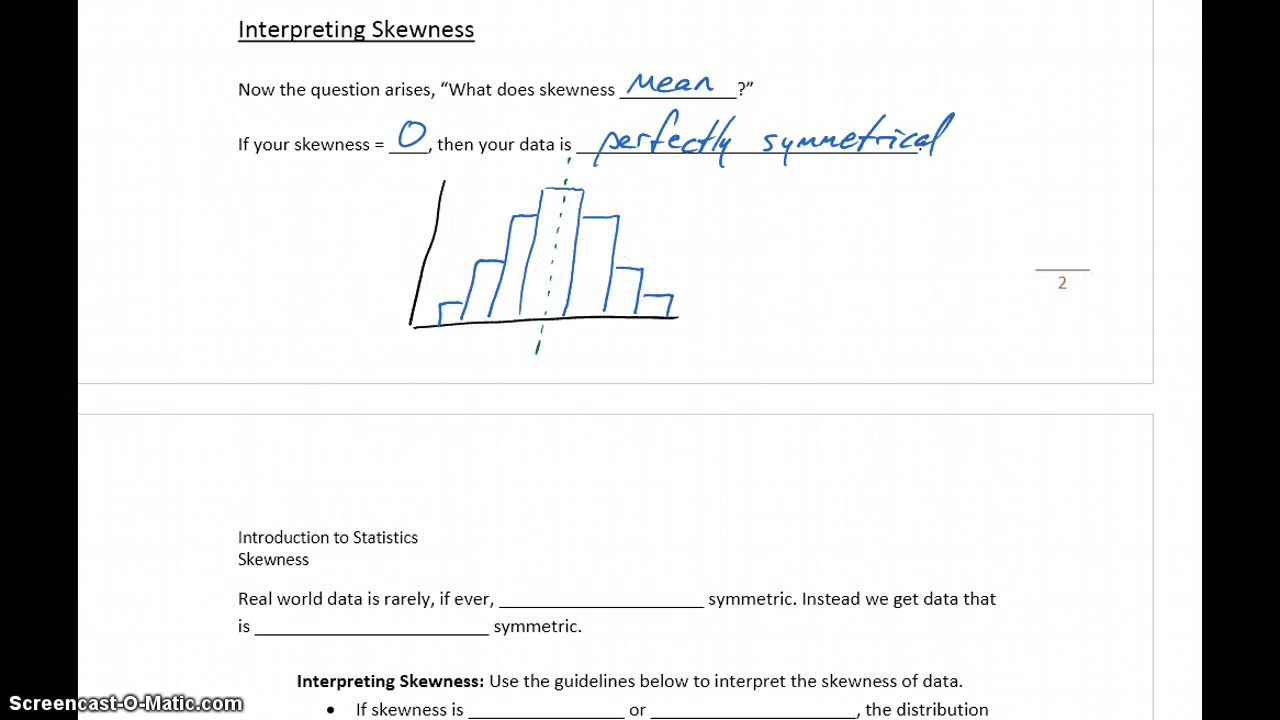 Interpreting Skewness
Now the question arises, “What does skewness Mean ?”
If your skewness = 0, then your data is perfectly symmetrical.
2
Introduction to Statistics
Skewness
Real world data is rarely, if ever, ____________________ symmetric. Instead we get data that
is _______________________ symmetric.
Interpreting Skewness: Use the guidelines below to interpret the skewness of data.
• If skewness is _______________ or ____________________, the distribution
Screencast-O-Matic.com